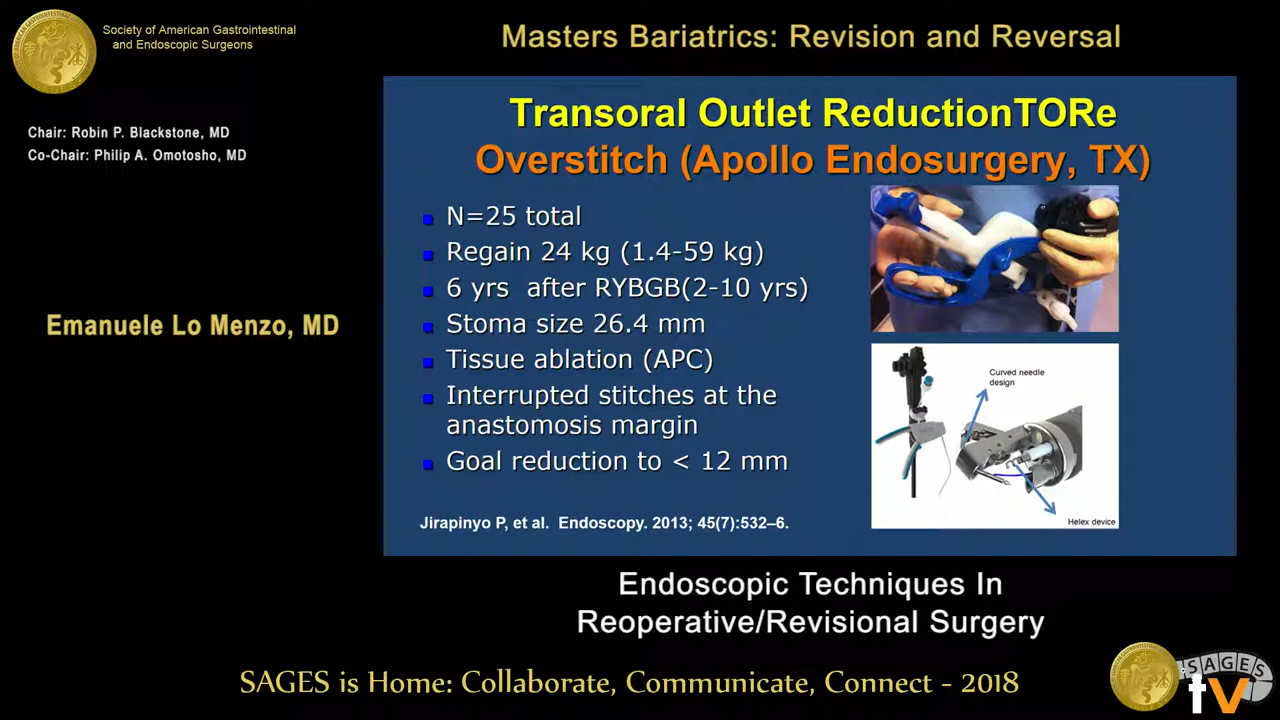 Society of American Gastrointestinal
and Endoscopic Surgeons
Masters Bariatrics: Revision and Reversal
Chair: Robin P. Blackstone, MD
Co-Chair: Philip A. Omotosho, MD
Emanuele Lo Menzo, MD
Transoral Outlet ReductionTORe
Overstitch (Apollo Endosurgery, TX)
N=25 total
Regain 24 kg (1.4-59 kg)
6 yrs after RYBGB(2-10 yrs)
Stoma size 26.4 mm
Tissue ablation (APC)
Interrupted stitches at the
anastomosis margin
Goal reduction to < 12 mm
Jirapinyo P, et al. Endoscopy. 2013; 45(7):532–6.
Curved needle
design
Helex device
Endoscopic Techniques In
Reoperative/Revisional Surgery
SAGES is Home: Collaborate, Communicate, Connect - 2018
SAGES
tv